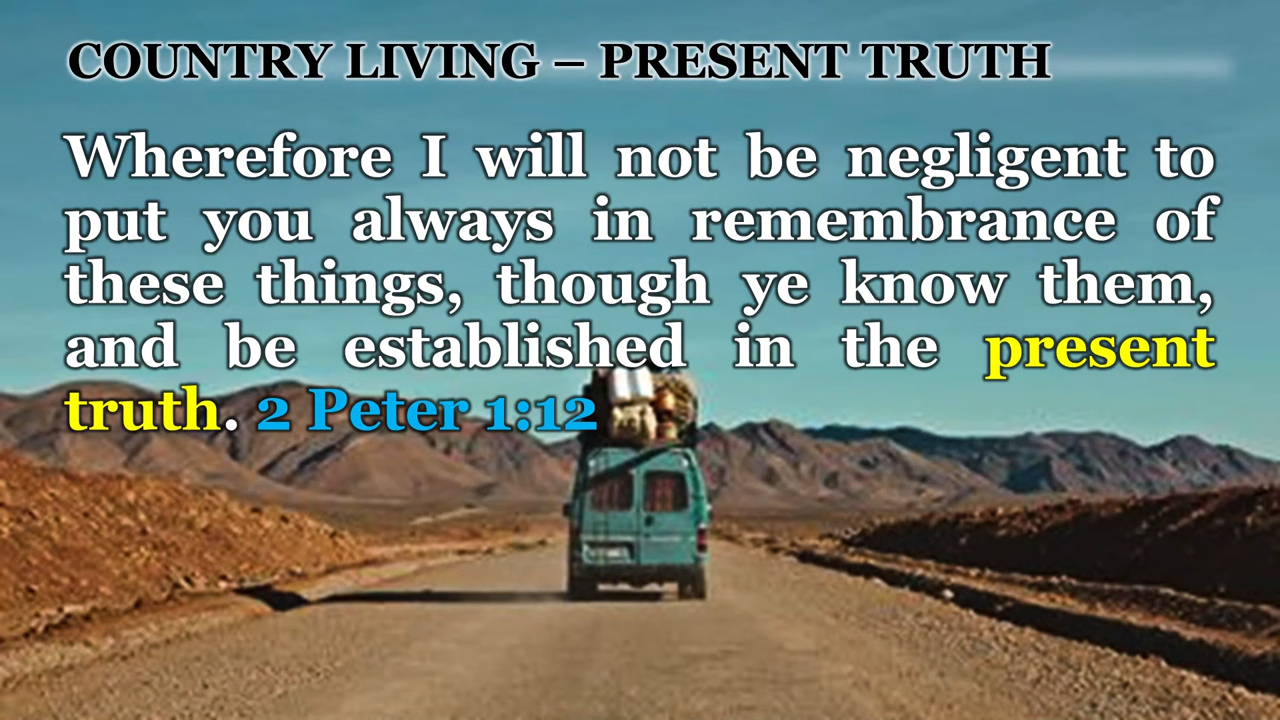 COUNTRY LIVING – PRESENT TRUTH
Wherefore I will not be negligent to
put you always in remembrance of
these things, though ye know them,
and be established in the present
truth. 2 Peter 1:12